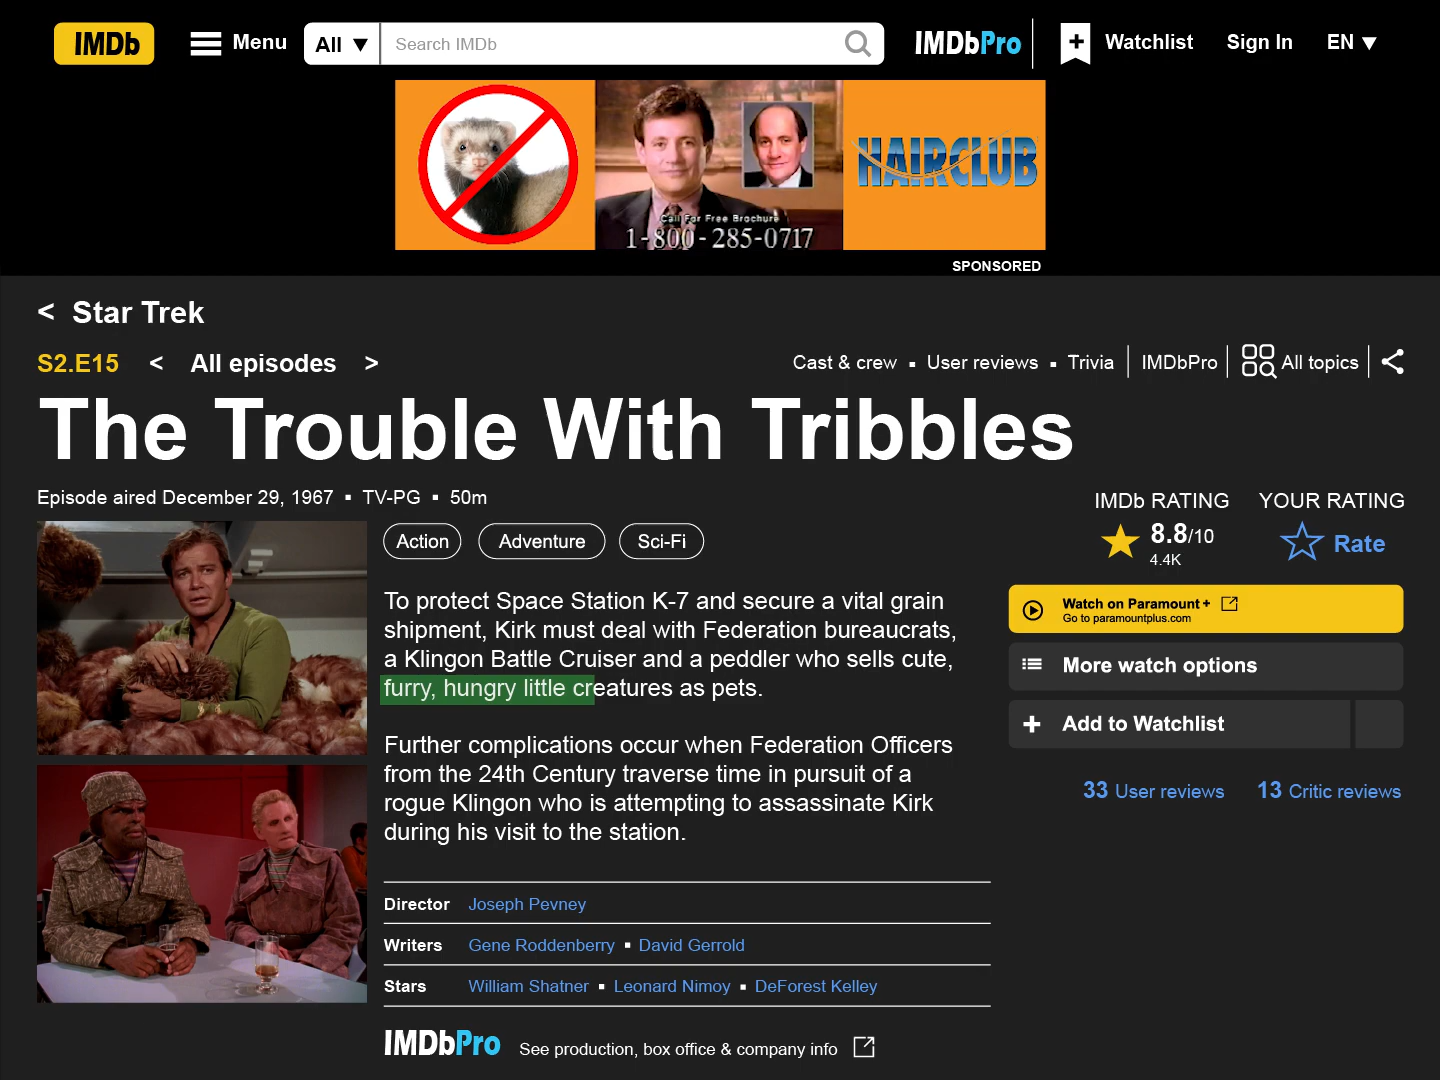 IMDb Menu All Search IMDb IMDbPro Watchlist Sign In EN
Call For Free Brochure
1-800-285-0717
HAIRCLUB
SPONSORED
< Star Trek
S2.E15 < All episodes >
Cast & crew ▪ User reviews ▪ Trivia IMDbPro All topics
The Trouble With Tribbles
Episode aired December 29, 1967 ▪ TV-PG ▪ 50m
IMDb RATING YOUR RATING
8.8/10 Rate
4.4K
Action Adventure Sci-Fi
To protect Space Station K-7 and secure a vital grain
shipment, Kirk must deal with Federation bureaucrats,
a Klingon Battle Cruiser and a peddler who sells cute,
furry, hungry little creatures as pets.
Further complications occur when Federation Officers
from the 24th Century traverse time in pursuit of a
rogue Klingon who is attempting to assassinate Kirk
during his visit to the station.
Watch on Paramount+
Go to paramountplus.com
More watch options
+ Add to Watchlist
33 User reviews 13 Critic reviews
Director Joseph Pevney
Writers Gene Roddenberry ▪ David Gerrold
Stars William Shatner ▪ Leonard Nimoy ▪ DeForest Kelley
IMDbPro See production, box office & company info